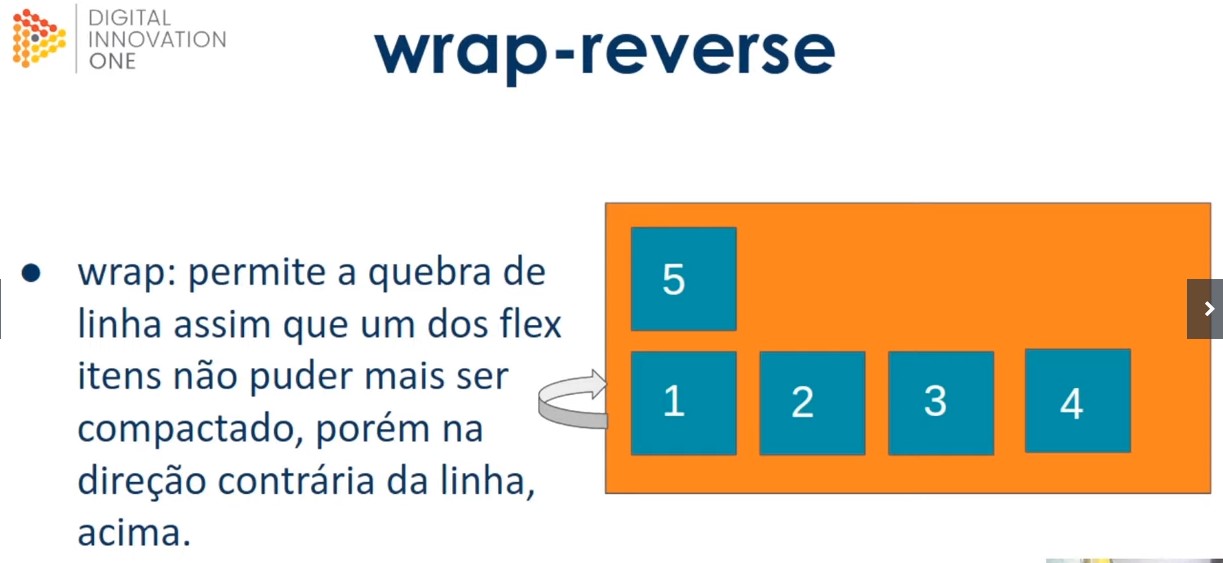 DIGITAL
INNOVATION
ONE
wrap-reverse
● wrap: permite a quebra de
linha assim que um dos flex
itens não puder mais ser
compactado, porém na
direção contrária da linha,
acima.
5
1 2 3 4